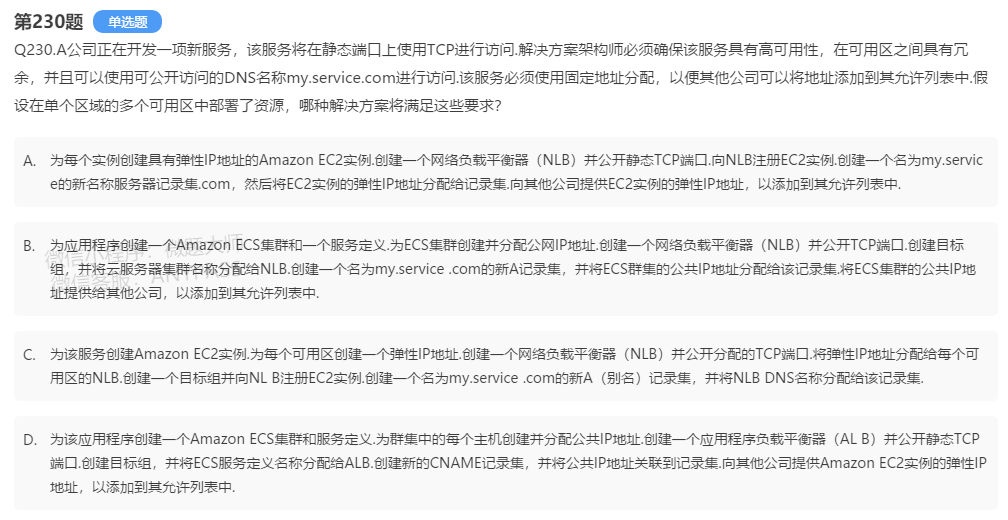 第230题 单选题
Q230.A公司正在开发一项新服务，该服务将在静态端口上使用TCP进行访问.解决方案架构师必须确保该服务具有高可用性，在可用区之间具有冗
余，并且可以使用可公开访问的DNS名称my.service.com进行访问.该服务必须使用固定地址分配，以便其他公司可以将地址添加到其允许列表中.假
设在单个区域的多个可用区中部署了资源，哪种解决方案将满足这些要求?
A. 为每个实例创建具有弹性IP地址的Amazon EC2实例.创建一个网络负载平衡器（NLB）并公开静态TCP端口.向NLB注册EC2实例.创建一个名为my.servic
e的新名称服务器记录集.com，然后将EC2实例的弹性IP地址分配给记录集.向其他公司提供EC2实例的弹性IP地址，以添加到其允许列表中.
B. 为应用程序创建一个Amazon ECS集群和一个服务定义.为ECS集群创建并分配公网IP地址.创建一个网络负载平衡器（NLB）并公开TCP端口.创建目标
组，并将云服务器集群名称分配给NLB.创建一个名为my.service .com的新A记录集，并将ECS群集的公共IP地址分配给该记录集.将ECS集群的公共IP地
址提供给其他公司，以添加到其允许列表中.
C. 为该服务创建Amazon EC2实例.为每个可用区创建一个弹性IP地址.创建一个网络负载平衡器（NLB）并公开分配的TCP端口.将弹性IP地址分配给每个可
用区的NLB.创建一个目标组并向NL B注册EC2实例.创建一个名为my.service .com的新A（别名）记录集，并将NLB DNS名称分配给该记录集.
D. 为该应用程序创建一个Amazon ECS集群和服务定义.为群集中的每个主机创建并分配公共IP地址.创建一个应用程序负载平衡器（AL B）并公开静态TCP
端口.创建目标组，并将ECS服务定义名称分配给ALB.创建新的CNAME记录集，并将公共IP地址关联到记录集.向其他公司提供Amazon EC2实例的弹性IP
地址，以添加到其允许列表中.